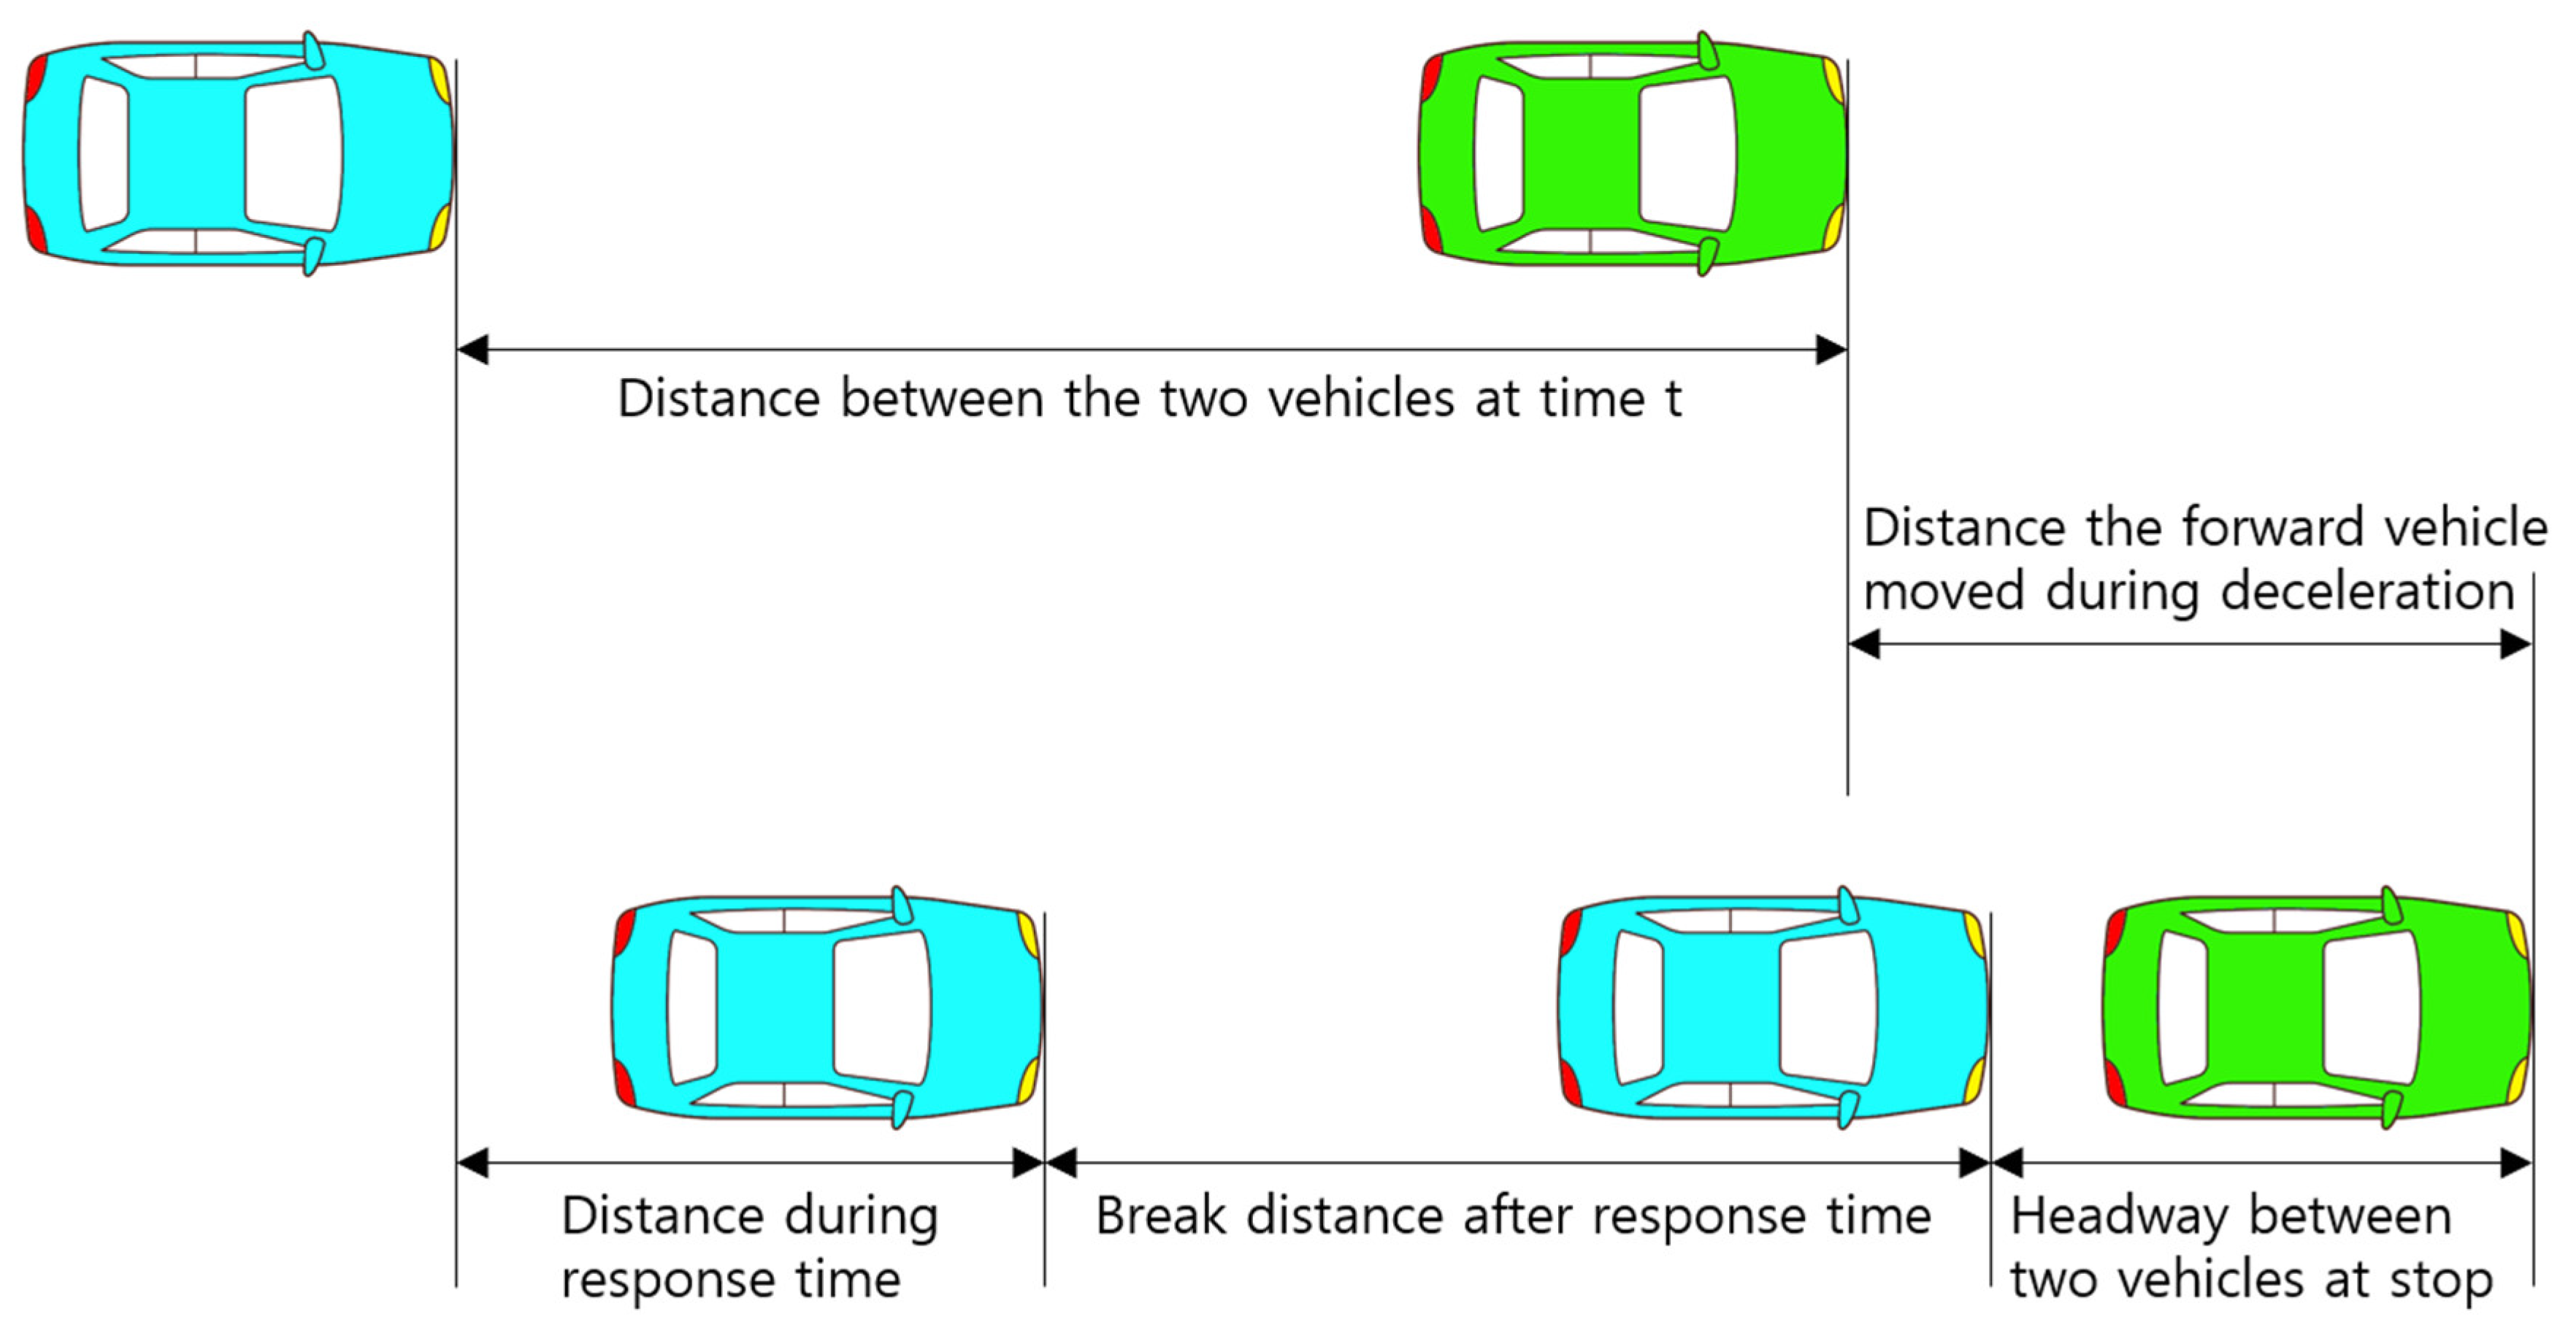 Distance between the two vehicles at time t
Distance the forward vehicle
moved during deceleration
Distance during
response time
Break distance after response time
Headway between
two vehicles at stop